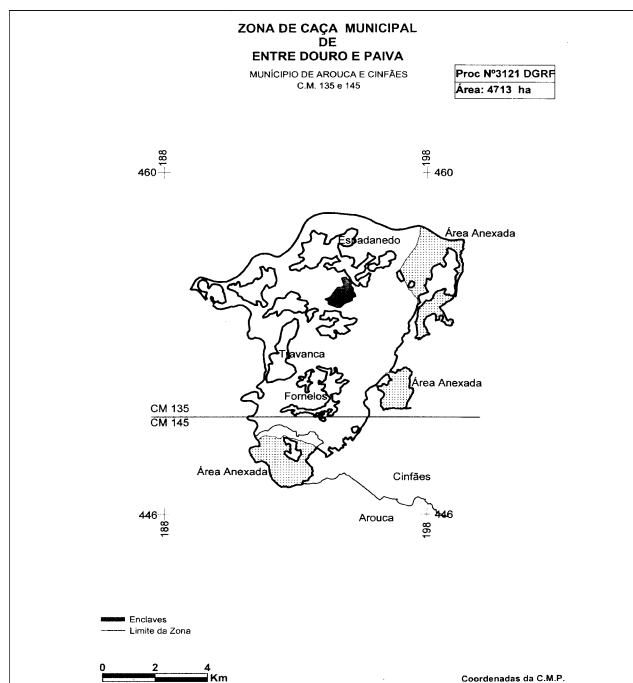 ZONA DE CAÇA MUNICIPAL
DE
ENTRE DOURO E PAIVA
MUNÍCIPIO DE AROUCA E CINFÃES
C.M. 135 e 145
Proc Nº3121 DGRF
Área: 4713 ha
188
198
460
460
Espadanedo
Área Anexada
Travanca
Área Anexada
Fornelos
CM 135
CM 145
Área Anexada
Cinfães
Arouca
446
446
188
198
Enclaves
Limite da Zona
0 2 4
Km
Coordenadas da C.M.P.